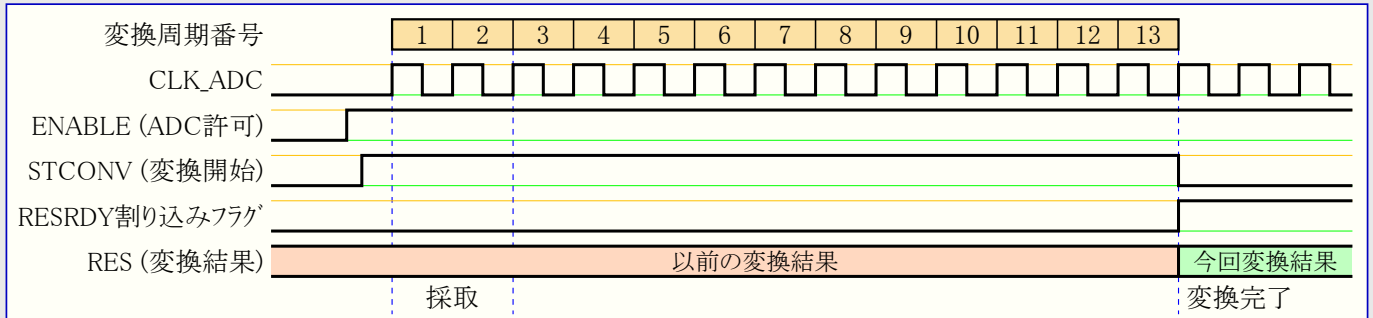 変換周期番号 1 2 3 4 5 6 7 8 9 10 11 12 13
CLK_ADC
ENABLE (ADC許可)
STCONV (変換開始)
RESRDY割り込みﾌﾗｸﾞ
RES (変換結果) 以前の変換結果 今回変換結果
採取 変換完了